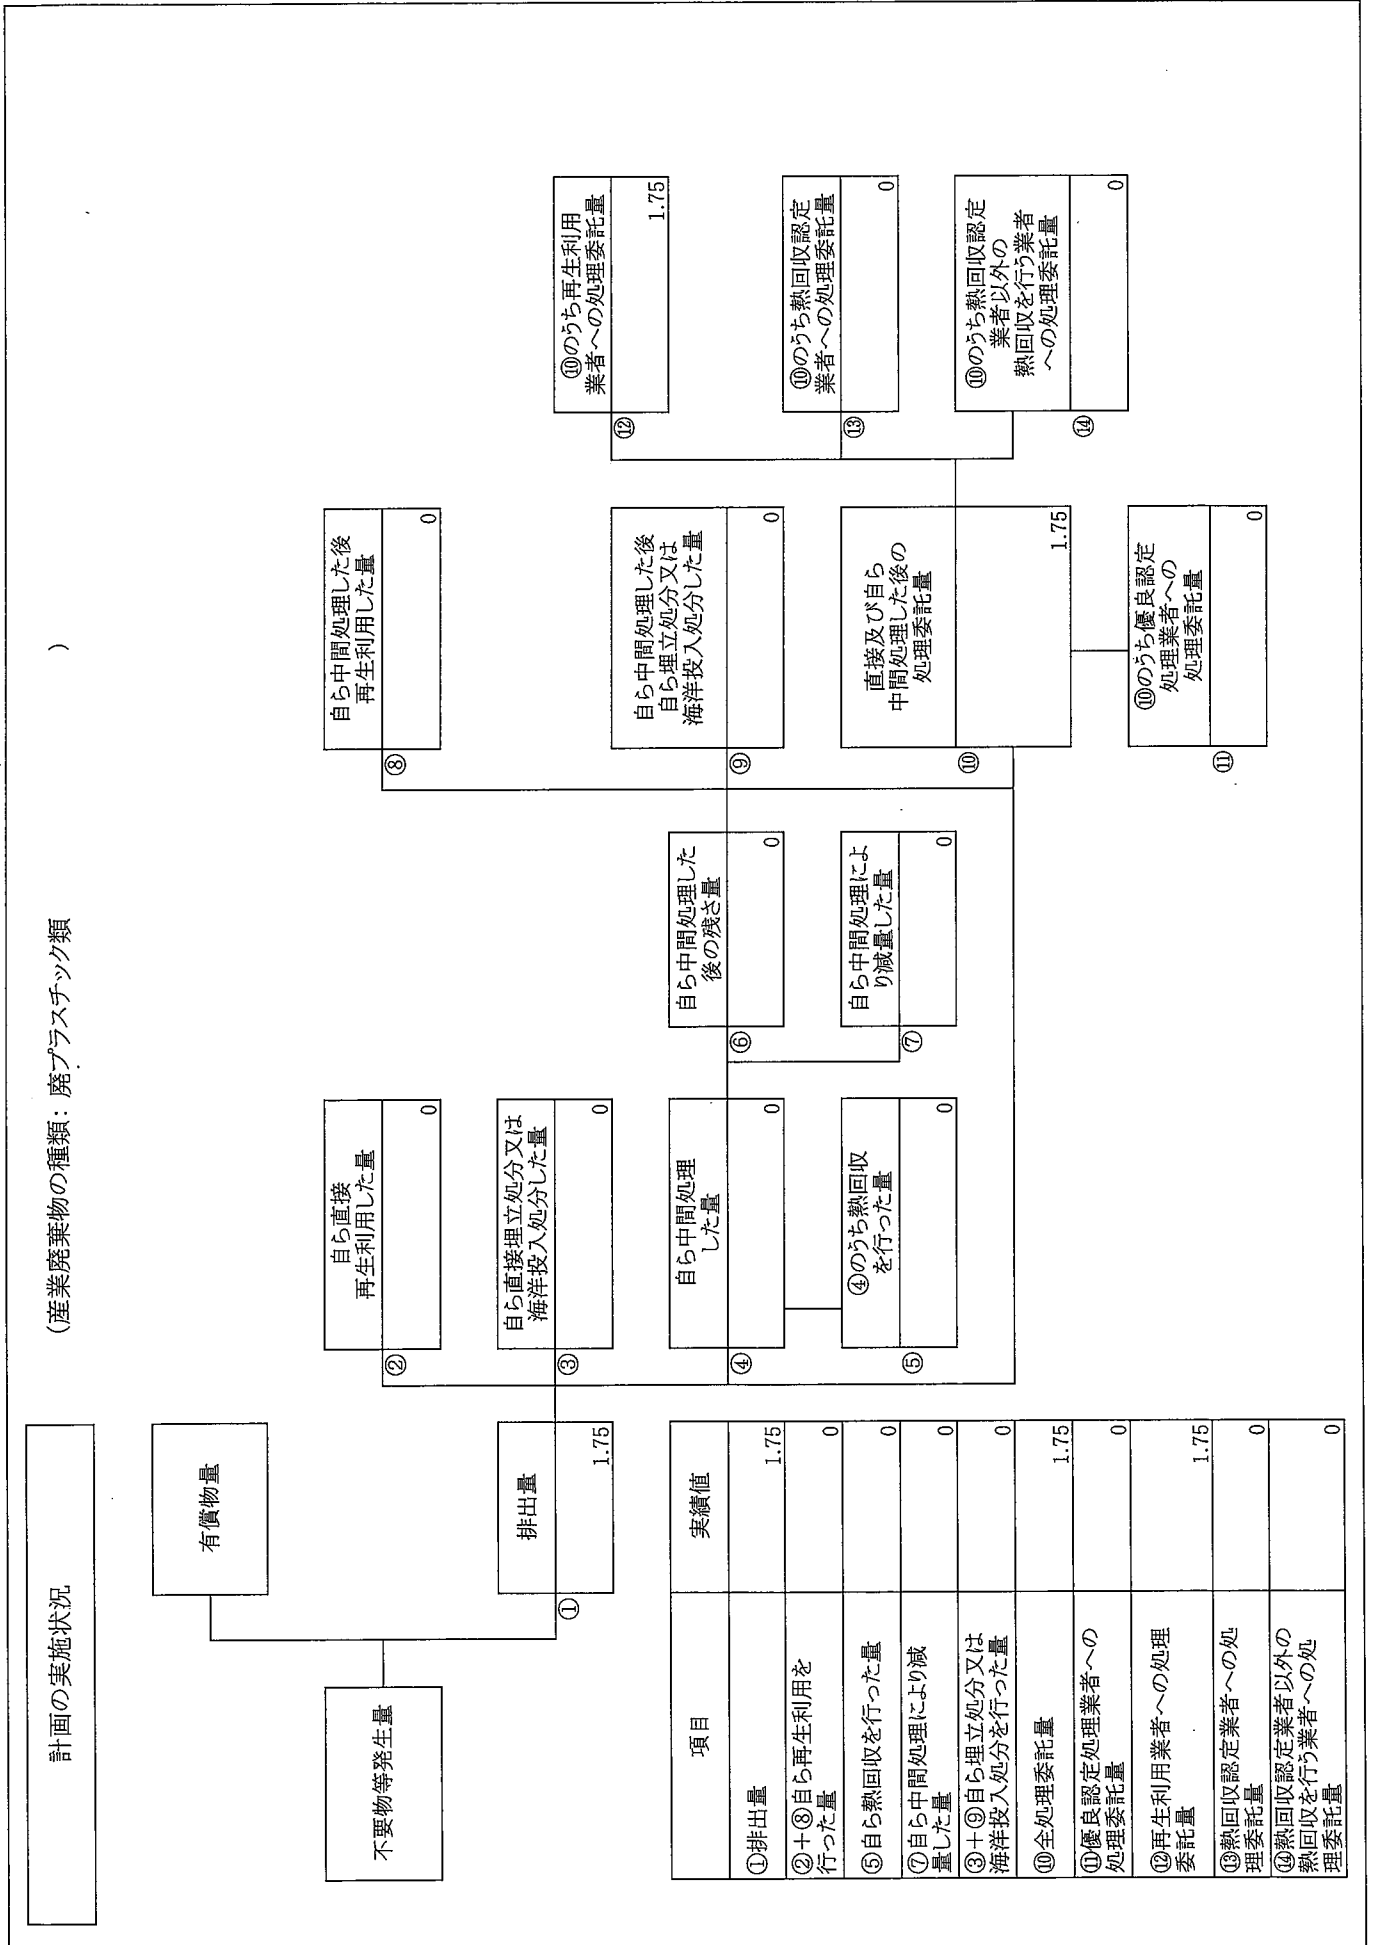 計画の実施状況
(産業廃棄物の種類: 廃プラスチック類 )
不要物等発生量
有償物量
排出量
①
1.75
自ら直接
再生利用した量
②
0
自ら直接埋立処分又は
海洋投入処分した量
③
0
自ら中間処理
した量
④
0
④のうち熱回収
を行った量
⑤
0
自ら中間処理した
後の残さ量
⑥
0
自ら中間処理によ
り減量した量
⑦
0
自ら中間処理した後
再生利用した量
⑧
0
自ら中間処理した後
自ら埋立処分又は
海洋投入処分した量
⑨
0
直接及び自ら
中間処理した後の
処理委託量
⑩
1.75
⑩のうち優良認定
処理業者への
処理委託量
⑪
0
⑩のうち再生利用
業者への処理委託量
⑫
1.75
⑩のうち熱回収認定
業者への処理委託量
⑬
0
⑩のうち熱回収認定
業者以外の
熱回収を行う業者
への処理委託量
⑭
0
項目 実績値
①排出量 1.75
②+⑧自ら再生利用を
行った量 0
⑤自ら熱回収を行った量 0
⑦自ら中間処理により減
量した量 0
③+⑨自ら埋立処分又は
海洋投入処分を行った量 0
⑩全処理委託量 1.75
⑪優良認定処理業者への
処理委託量 0
⑫再生利用業者への処理
委託量 1.75
⑬熱回収認定業者への処
理委託量 0
⑭熱回収認定業者以外の
熱回収を行う業者への処
理委託量 0